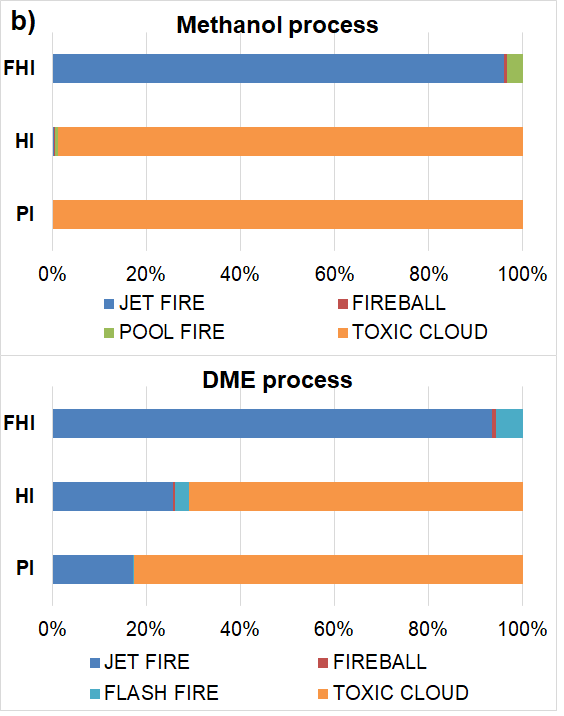 b)
Methanol process
FHI
HI
PI
0% 20% 40% 60% 80% 100%
JET FIRE FIREBALL
POOL FIRE TOXIC CLOUD
DME process
FHI
HI
PI
0% 20% 40% 60% 80% 100%
JET FIRE FIREBALL
FLASH FIRE TOXIC CLOUD